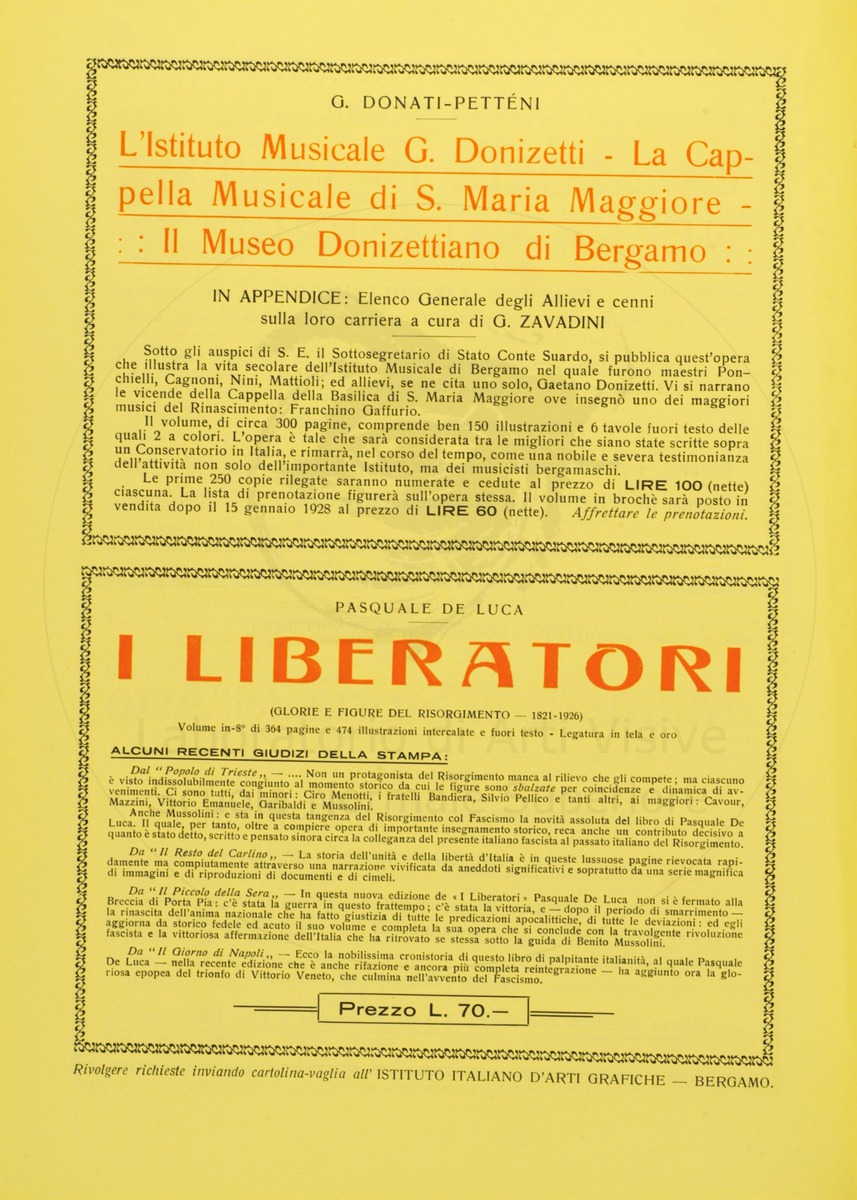 G. DONATI-PETTÉNI
L'Istituto Musicale G. Donizetti - La Cap-
pella Musicale di S. Maria Maggiore -
: : Il Museo Donizettiano di Bergamo : :
IN APPENDICE: Elenco Generale degli Allievi e cenni
sulla loro carriera a cura di G. ZAVADINI
Sotto gli auspici di S. E. il Sottosegretario di Stato Conte Suardo, si pubblica quest'opera
che illustra la vita secolare dell'Istituto Musicale di Bergamo nel quale furono maestri Pon-
chielli, Cagnoni, Nini, Mattioli; ed allievi, se ne cita uno solo, Gaetano Donizetti. Vi si narrano
le vicende della Cappella della Basilica di S. Maria Maggiore ove insegnò uno dei maggiori
musici del Rinascimento: Franchino Gaffurio.
Il volume, di circa 300 pagine, comprende ben 150 illustrazioni e 6 tavole fuori testo delle
quali 2 a colori. L'opera è tale che sarà considerata tra le migliori che siano state scritte sopra
un Conservatorio in Italia, e rimarrà, nel corso del tempo, come una nobile e severa testimonianza
dell'attività non solo dell'importante Istituto, ma dei musicisti bergamaschi.
Le prime 250 copie rilegate saranno numerate e cedute al prezzo di LIRE 100 (nette)
ciascuna. La lista di prenotazione figurerà sull'opera stessa. Il volume in brochè sarà posto in
vendita dopo il 15 gennaio 1928 al prezzo di LIRE 60 (nette). Affrettare le prenotazioni.
PASQUALE DE LUCA
I LIBERATORI
(GLORIE E FIGURE DEL RISORGIMENTO — 1821-1926)
Volume in-8º di 364 pagine e 474 illustrazioni intercalate e fuori testo - Legatura in tela e oro
ALCUNI RECENTI GIUDIZI DELLA STAMPA:
Dal "Popolo di Trieste„ — .... Non un protagonista del Risorgimento manca al rilievo che gli compete; ma ciascuno
è visto indissolubilmente congiunto al momento storico da cui le figure sono sbalzate per coincidenze e dinamica di av-
venimenti. Ci sono tutti, dai minori: Ciro Menotti, i fratelli Bandiera, Silvio Pellico e tanti altri, ai maggiori: Cavour,
Mazzini, Vittorio Emanuele, Garibaldi e Mussolini.
Anche Mussolini: e sta in questa tangenza del Risorgimento col Fascismo la novità assoluta del libro di Pasquale De
Luca. Il quale, per tanto, oltre a compiere opera di importante insegnamento storico, reca anche un contributo decisivo a
quanto è stato detto, scritto e pensato sinora circa la colleganza del presente italiano fascista al passato italiano del Risorgimento.
Da "Il Resto del Carlino„ — La storia dell'unità e della libertà d'Italia è in queste lussuose pagine rievocata rapi-
damente ma compiutamente attraverso una narrazione vivificata da aneddoti significativi e sopratutto da una serie magnifica
di immagini e di riproduzioni di documenti e di cimeli.
Da "Il Piccolo della Sera„ — In questa nuova edizione de «I Liberatori» Pasquale De Luca non si è fermato alla
Breccia di Porta Pia: c'è stata la guerra in questo frattempo; c'è stata la vittoria, e — dopo il periodo di smarrimento —
la rinascita dell'anima nazionale che ha fatto giustizia di tutte le predicazioni apocalittiche, di tutte le deviazioni: ed egli
aggiorna da storico fedele ed acuto il suo volume e completa la sua opera che si conclude con la travolgente rivoluzione
fascista e la vittoriosa affermazione dell'Italia che ha ritrovato se stessa sotto la guida di Benito Mussolini.
Da "Il Giorno di Napoli„ — Ecco la nobilissima cronistoria di questo libro di palpitante italianità, al quale Pasquale
De Luca — nella recente edizione che è anche rifazione e ancora più completa reintegrazione — ha aggiunto ora la glo-
riosa epopea del trionfo di Vittorio Veneto, che culmina nell'avvento del Fascismo.
Prezzo L. 70.—
Rivolgere richieste inviando cartolina-vaglia all' ISTITUTO ITALIANO D'ARTI GRAFICHE — BERGAMO.